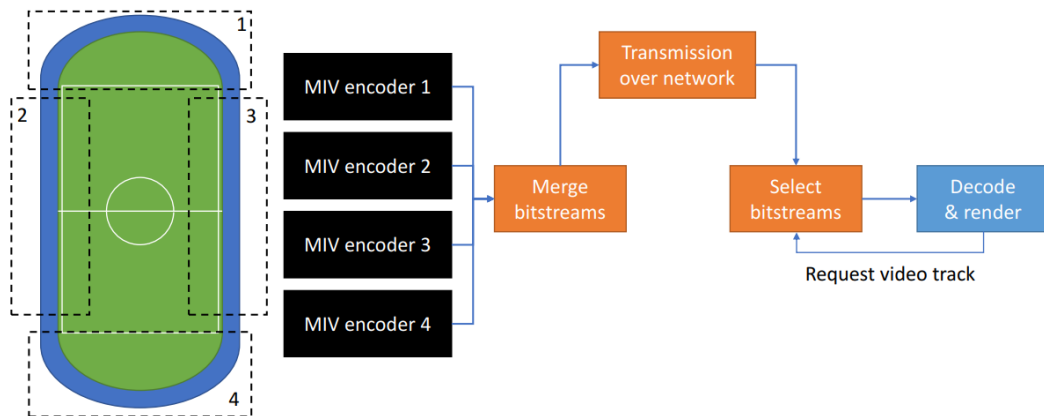 1
2
3
4
MIV encoder 1
MIV encoder 2
MIV encoder 3
MIV encoder 4
Merge
bitstreams
Transmission
over network
Select
bitstreams
Decode
& render
Request video track